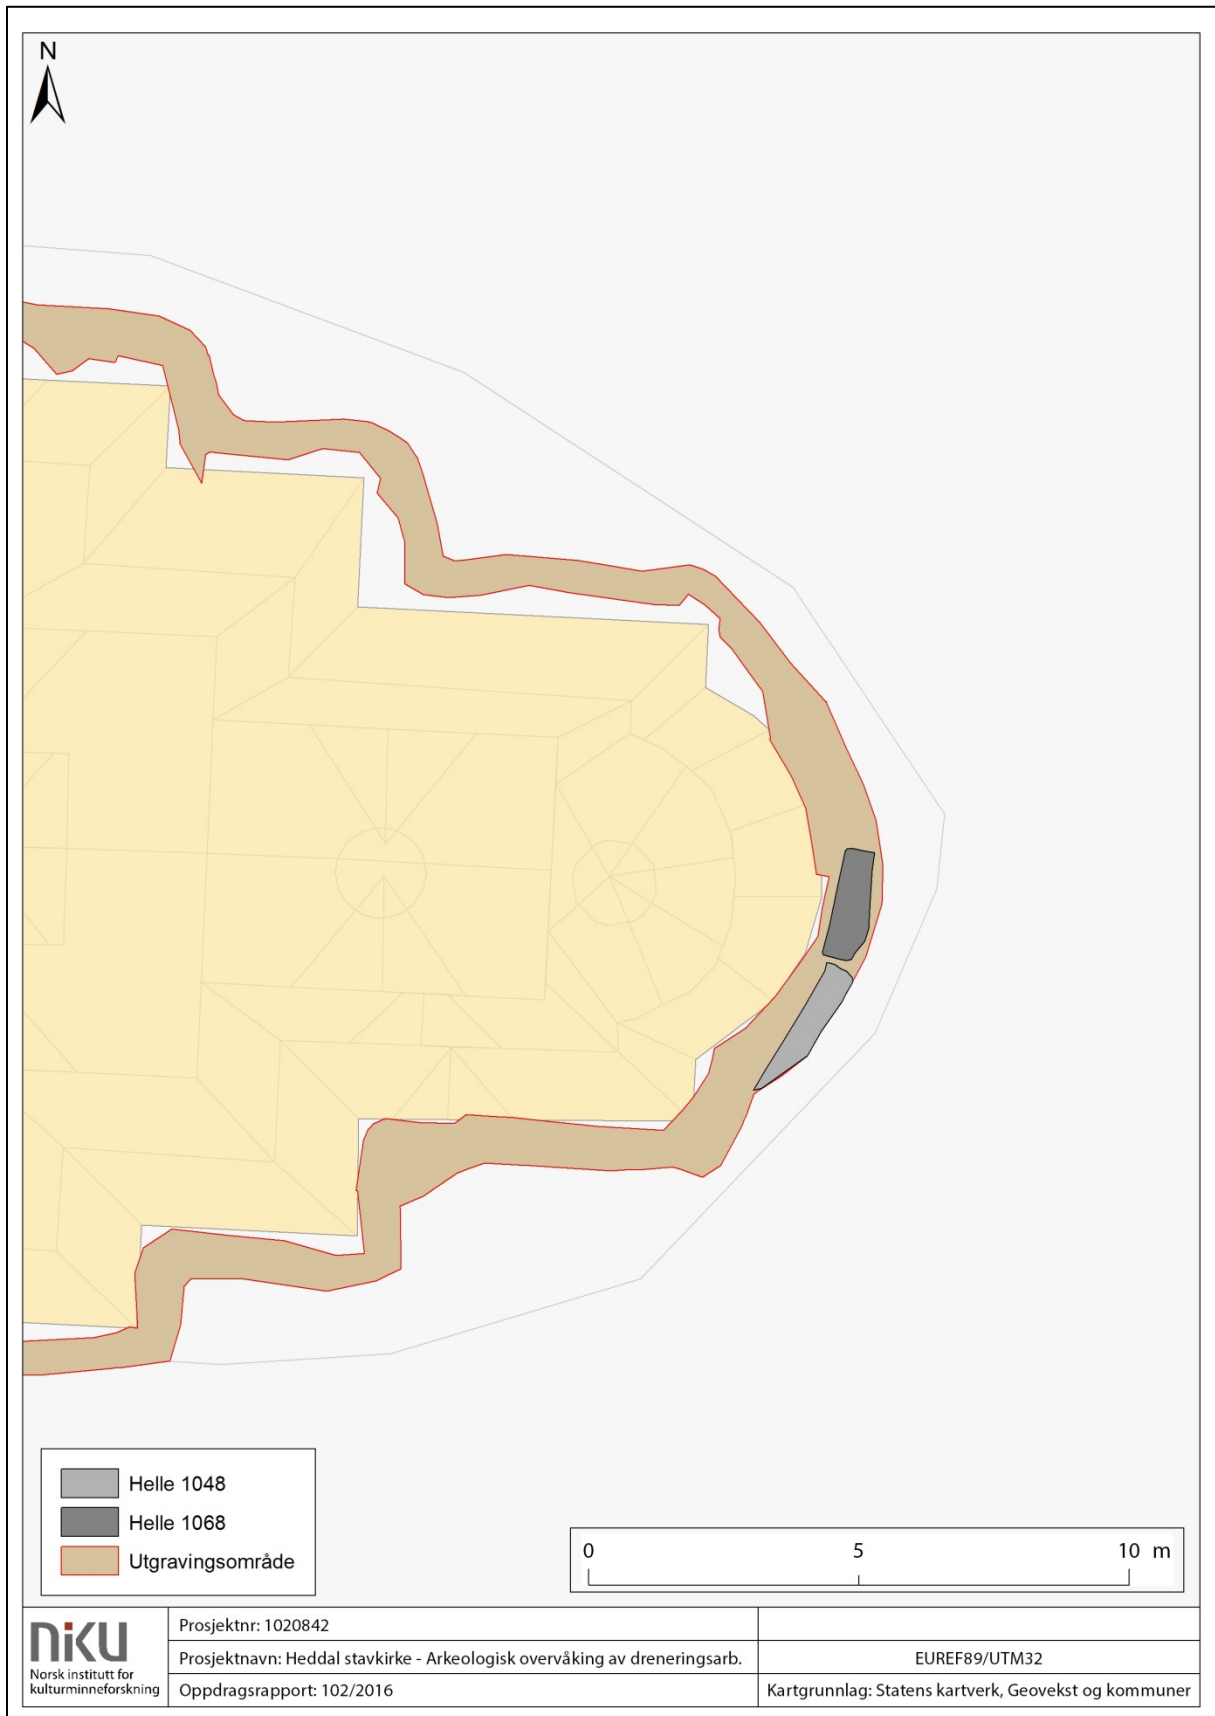 N
Helle 1048
Helle 1068
Utgravingsområde
0 5 10 m
niKU
Norsk institutt for
kulturminneforskning
Prosjektnr: 1020842
Prosjektnavn: Heddal stavkirke - Arkeologisk overvåking av dreneringsarb.
EUREF89/UTM32
Oppdragsrapport: 102/2016
Kartgrunnlag: Statens kartverk, Geovekst og kommuner